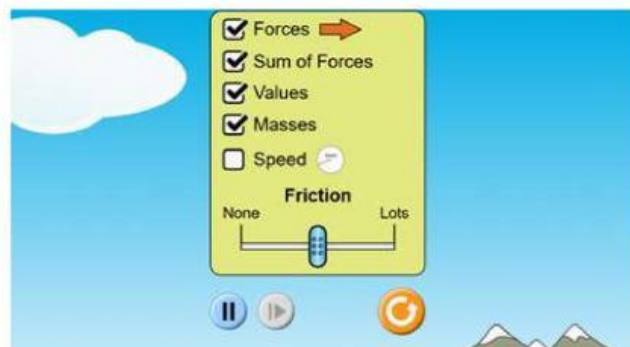 Forces
Sum of Forces
Values
Masses
Speed
Friction
None Lots